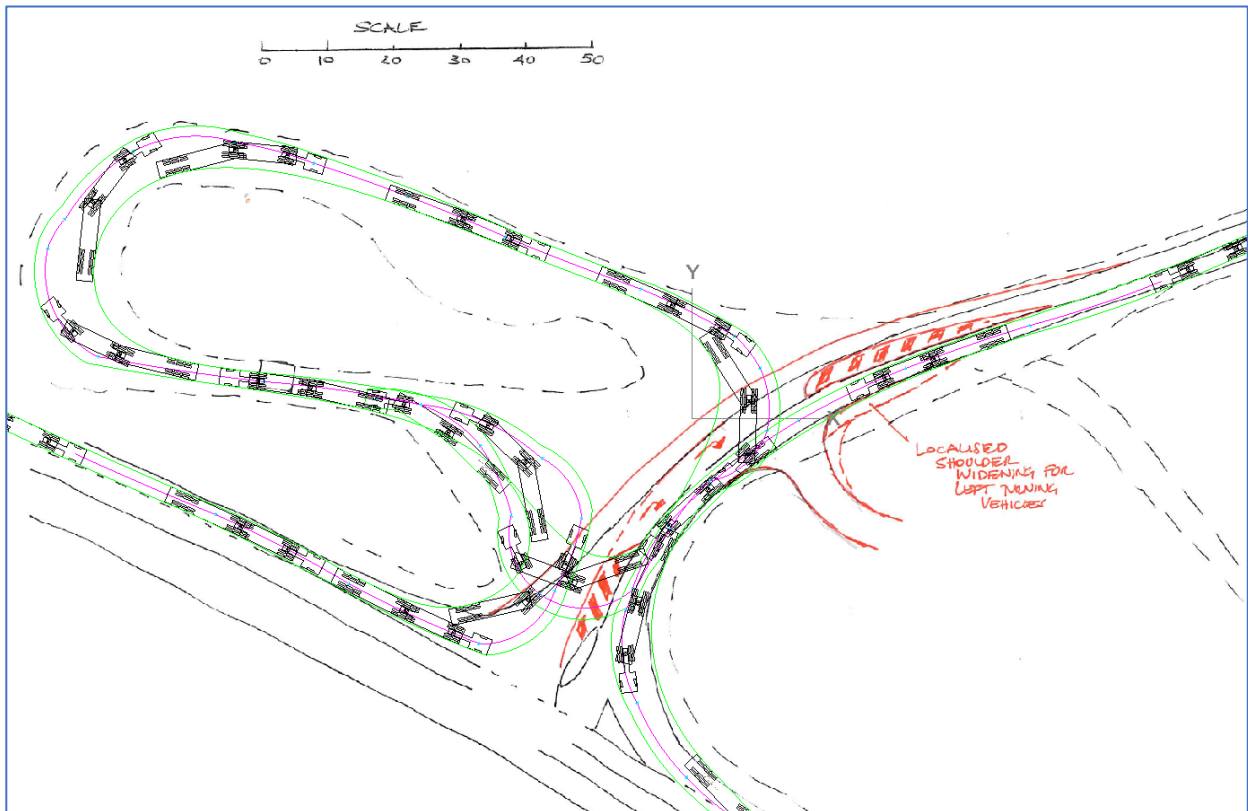 SCALE
0 10 20 30 40 50
Y
X
LOCALISED
SHOULDER
WIDENING FOR
LEFT TURNING
VEHICLES